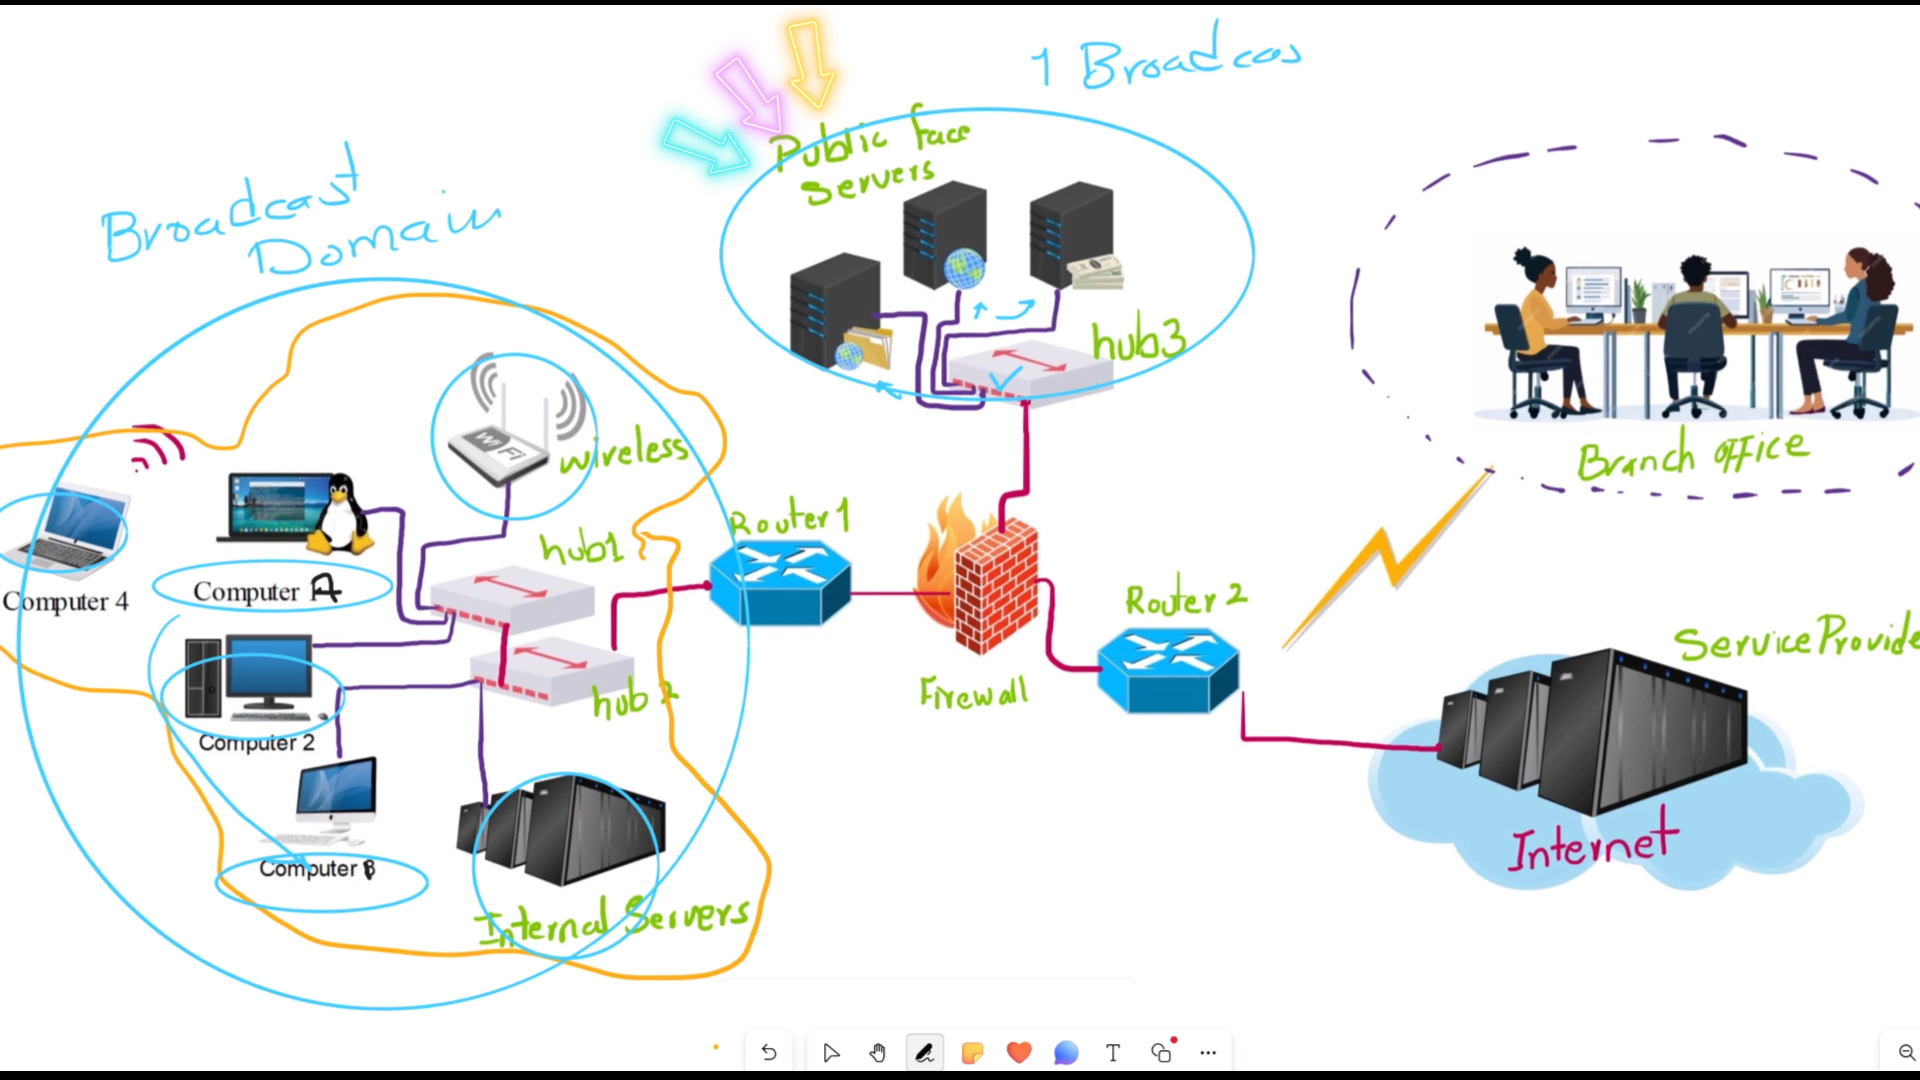 1 Broadcas
Public face
Servers
Broadcast
Domain
hub3
WiFi
wireless
Branch office
Router 1
hub1
Computer A
Computer 4
Router 2
Service Provide
Firewall
hub 2
Computer 2
Internet
Computer B
Internal Servers
T